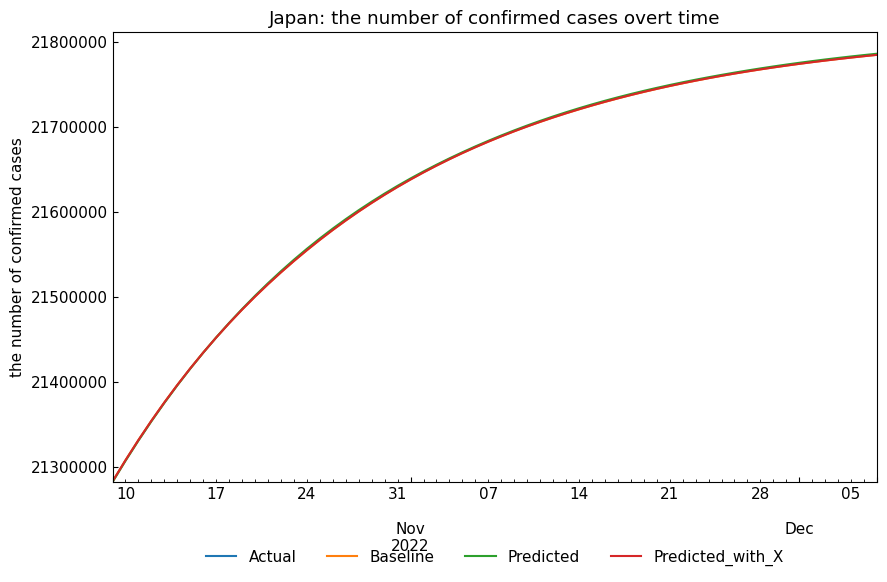 Japan: the number of confirmed cases overt time
the number of confirmed cases
21800000
21700000
21600000
21500000
21400000
21300000
10 17 24 31 07 14 21 28 05
Nov Dec
2022
Actual Baseline Predicted Predicted_with_X